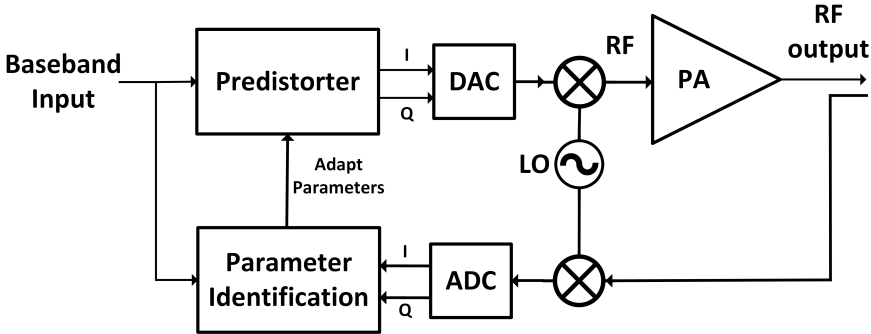 Baseband
Input
Predistorter
I
Q
DAC
RF
PA
RF
output
LO
Adapt
Parameters
Parameter
Identification
I
Q
ADC